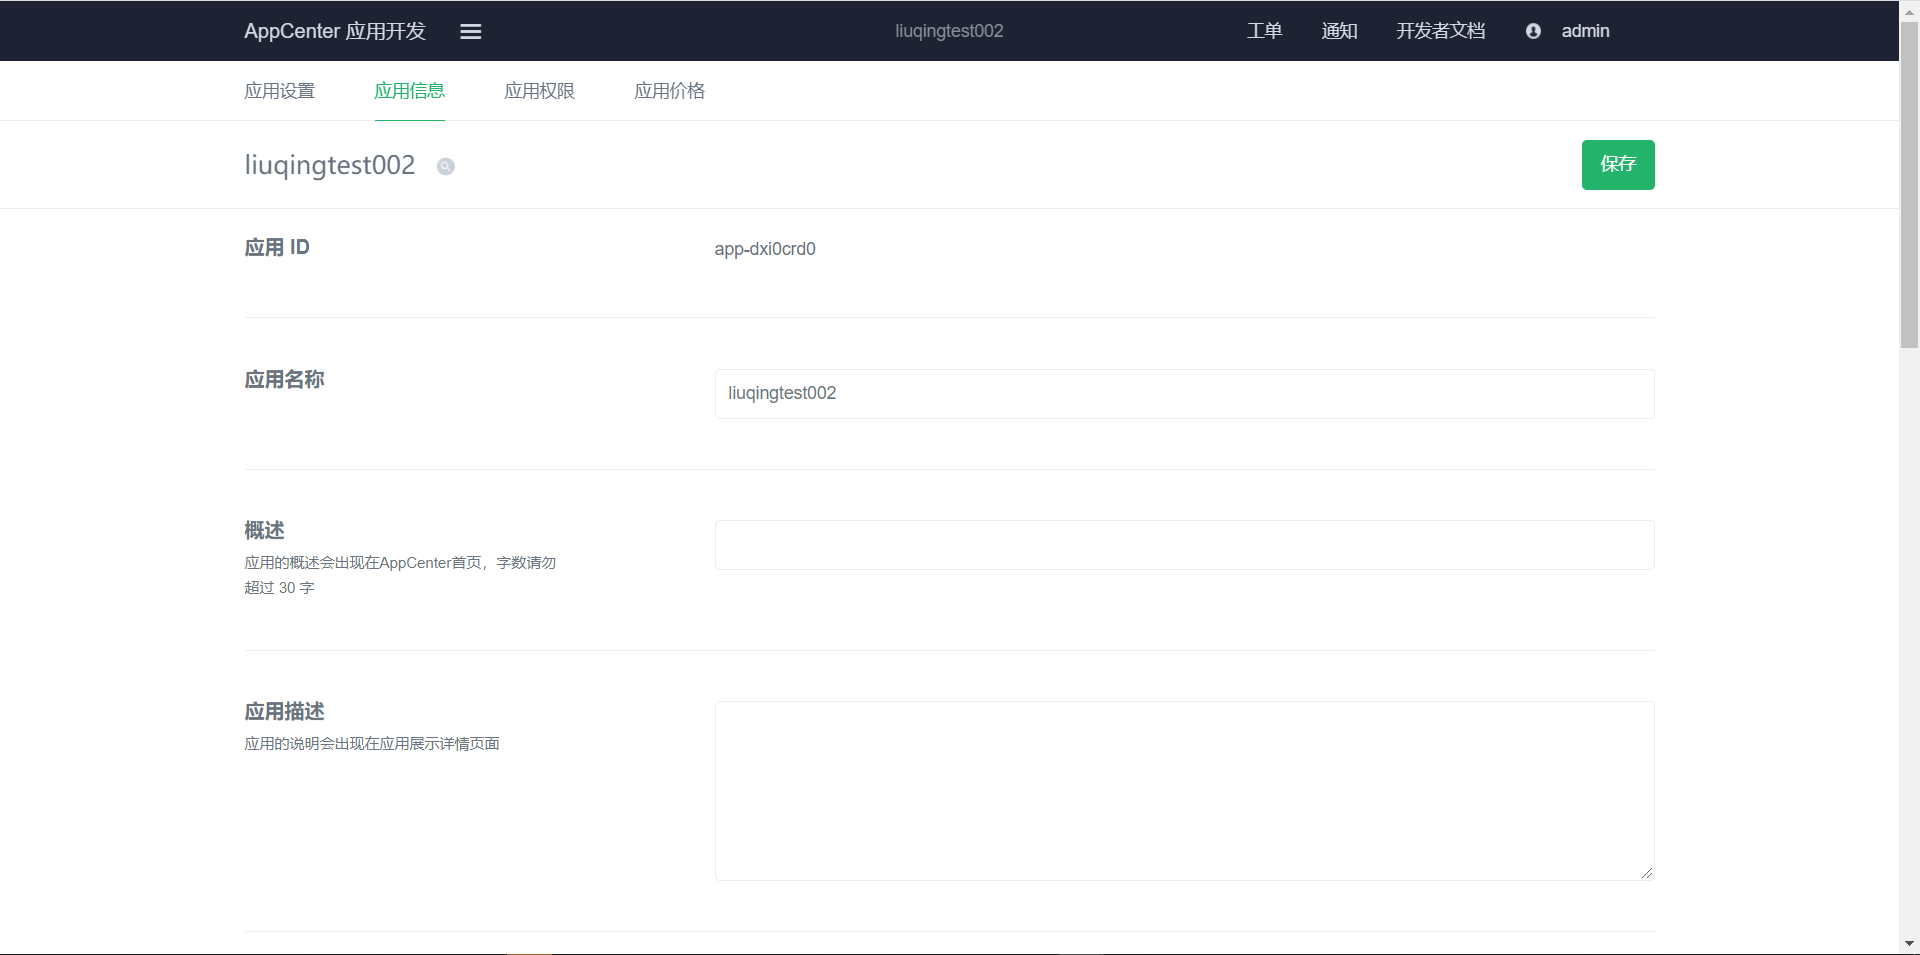 AppCenter 应用开发
liuqingtest002
工单
通知
开发者文档
admin
应用设置
应用信息
应用权限
应用价格
liuqingtest002
保存
应用 ID
app-dxi0crd0
应用名称
liuqingtest002
概述
应用的概述会出现在AppCenter首页，字数请勿
超过 30 字
应用描述
应用的说明会出现在应用展示详情页面